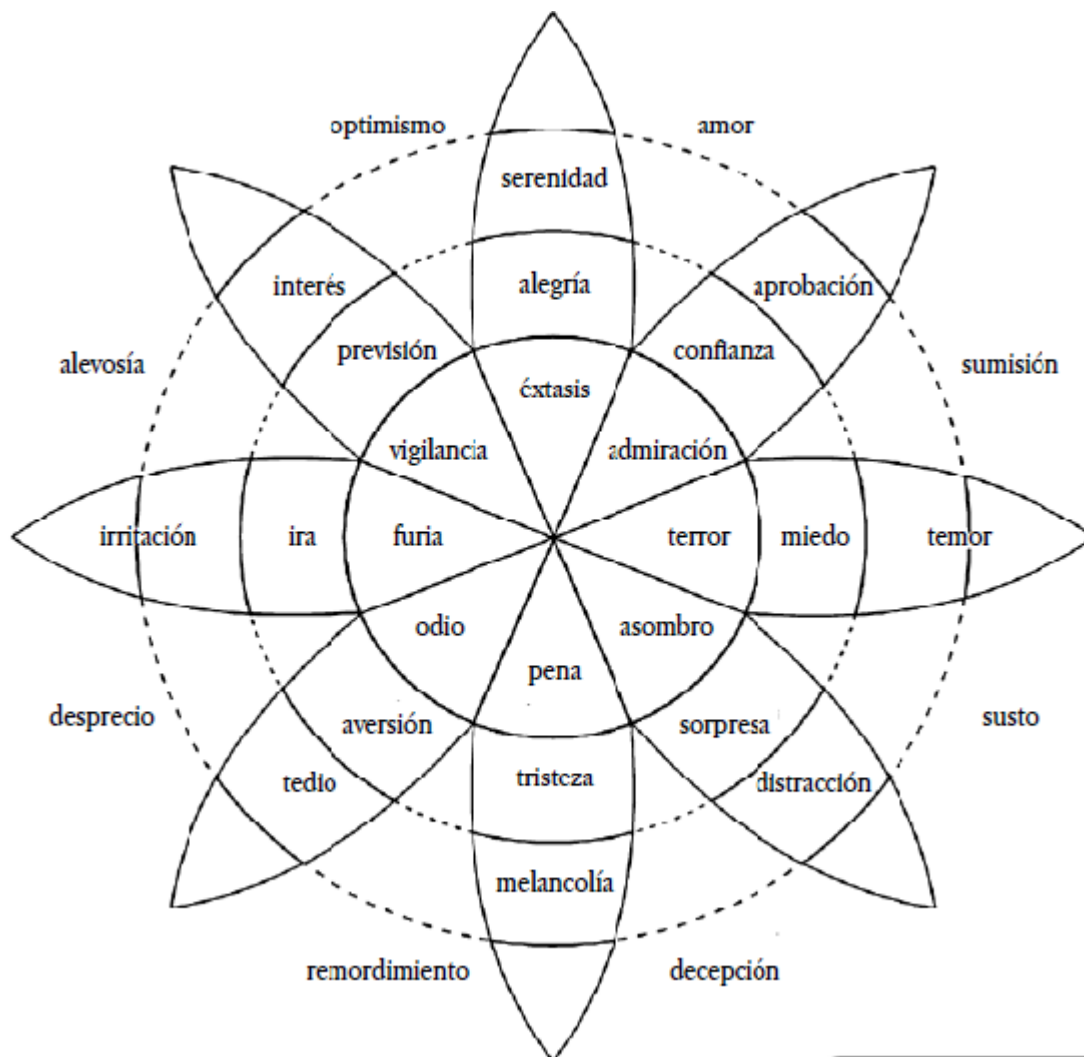 optimismo
amor
serenidad
interés
alegría
aprobación
alevosía
previsión
confianza
sumisión
éxtasis
vigilancia
admiración
irritación
ira
furia
terror
miedo
temor
odio
asombro
pena
desprecio
aversión
sorpresa
susto
tedio
tristeza
distracción
melancolía
remordimiento
decepción